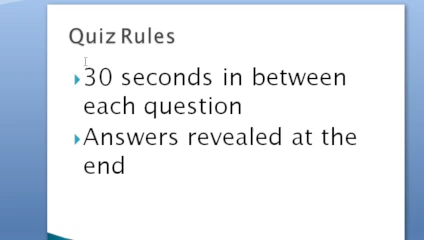 Quiz Rules
30 seconds in between
each question
Answers revealed at the
end